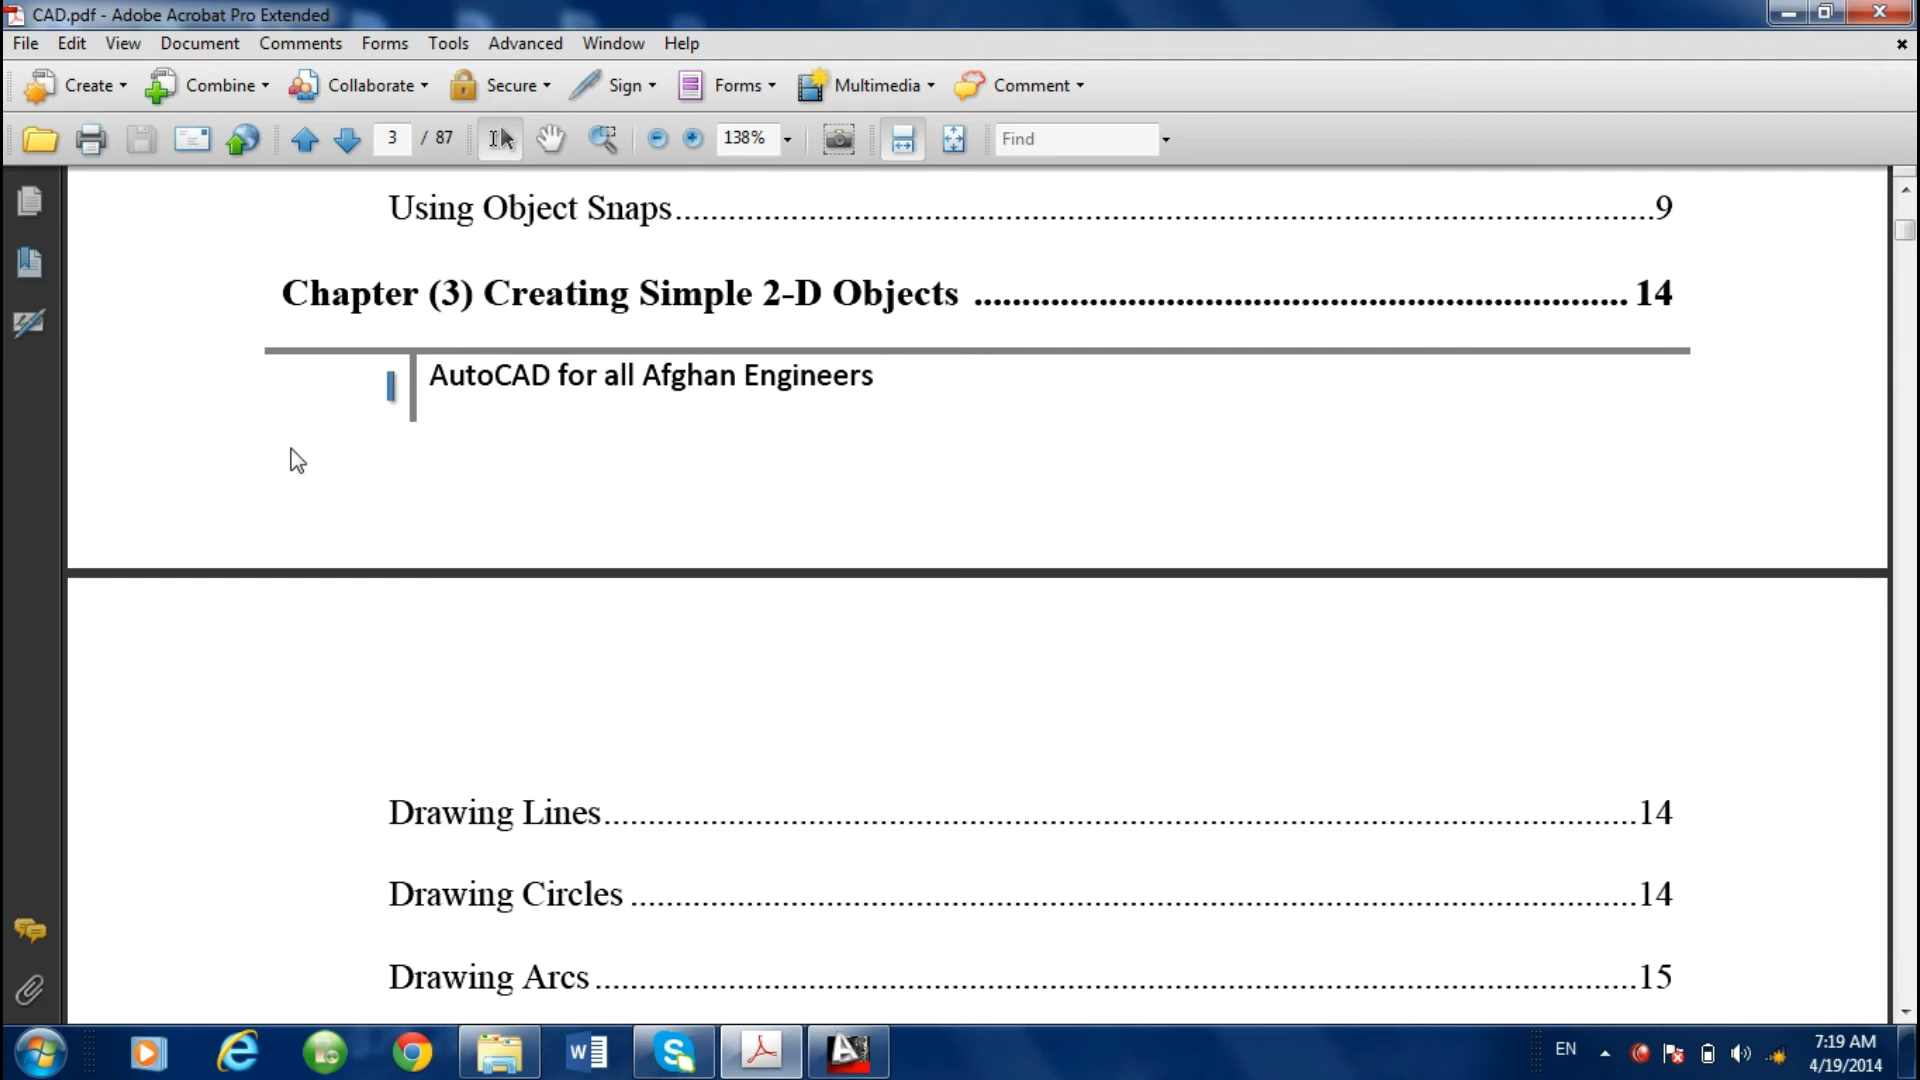 CAD.pdf - Adobe Acrobat Pro Extended
File Edit View Document Comments Forms Tools Advanced Window Help
Create Combine Collaborate Secure Sign Forms Multimedia Comment
3 / 87 138% Find
Using Object Snaps....................................................................................................9
Chapter (3) Creating Simple 2-D Objects ........................................................... 14
AutoCAD for all Afghan Engineers
Drawing Lines.........................................................................................................14
Drawing Circles ......................................................................................................14
Drawing Arcs ..........................................................................................................15
EN 7:19 AM
4/19/2014